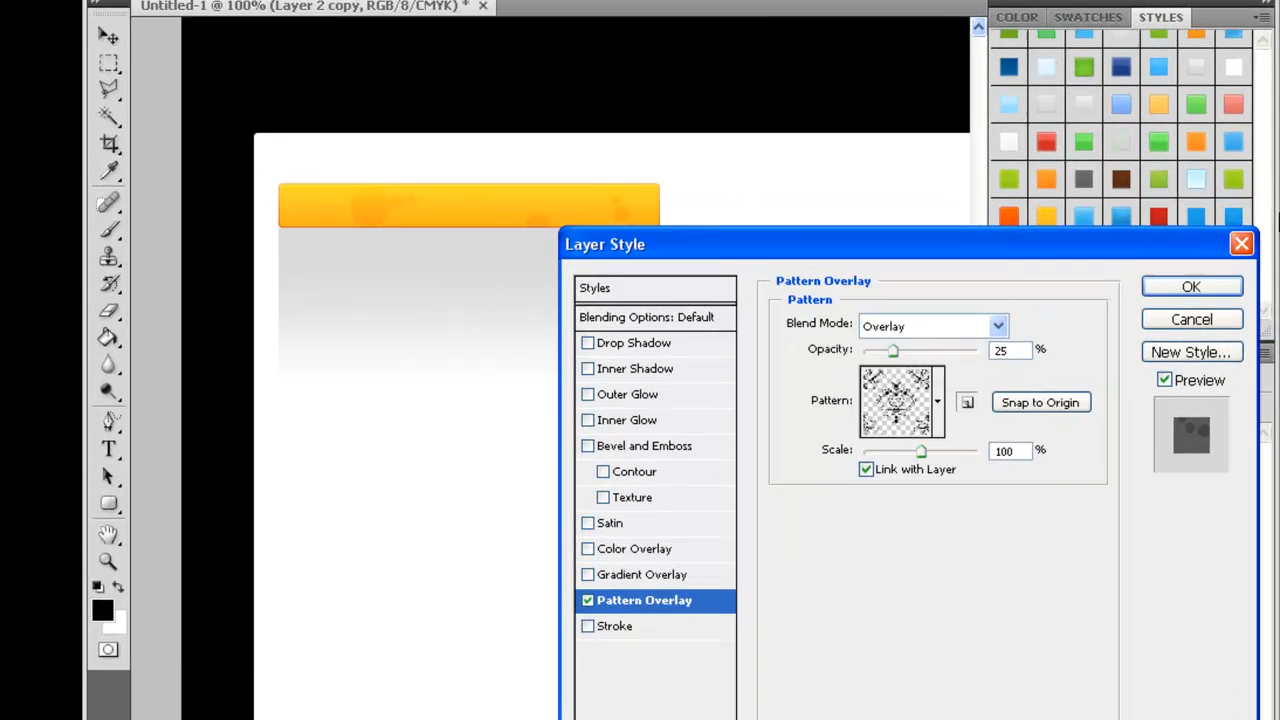 Untitled-1 @ 100% (Layer 2 copy, RGB/8/CMYK) *
COLOR SWATCHES STYLES
Layer Style
Styles
Blending Options: Default
Drop Shadow
Inner Shadow
Outer Glow
Inner Glow
Bevel and Emboss
Contour
Texture
Satin
Color Overlay
Gradient Overlay
Pattern Overlay
Stroke
Pattern Overlay
Pattern
Blend Mode: Overlay
Opacity: 25 %
Pattern: Snap to Origin
Scale: 100 %
Link with Layer
OK
Cancel
New Style...
Preview